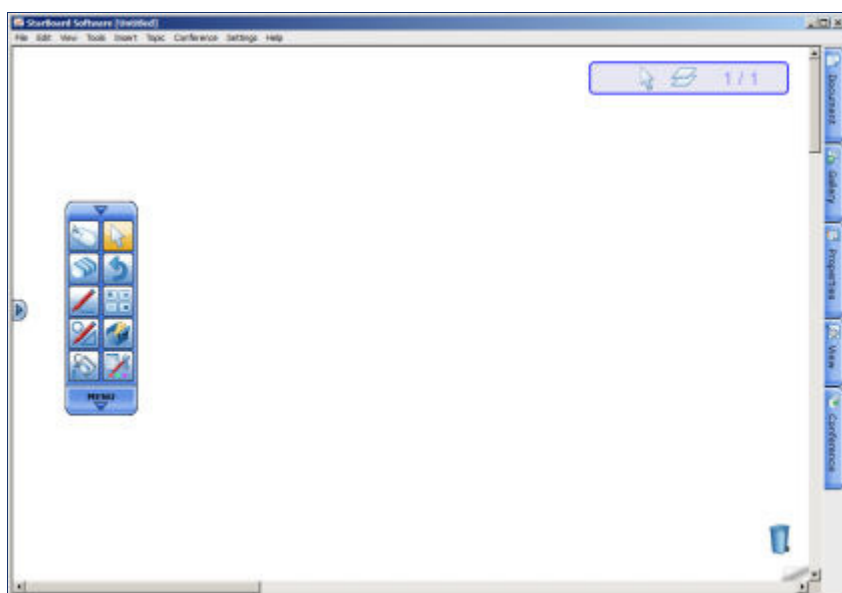 StarBoard Software [Untitled]
File Edit View Tools Insert Topic Conference Settings Help
1 / 1
Document
Gallery
Properties
View
Conference
MENU